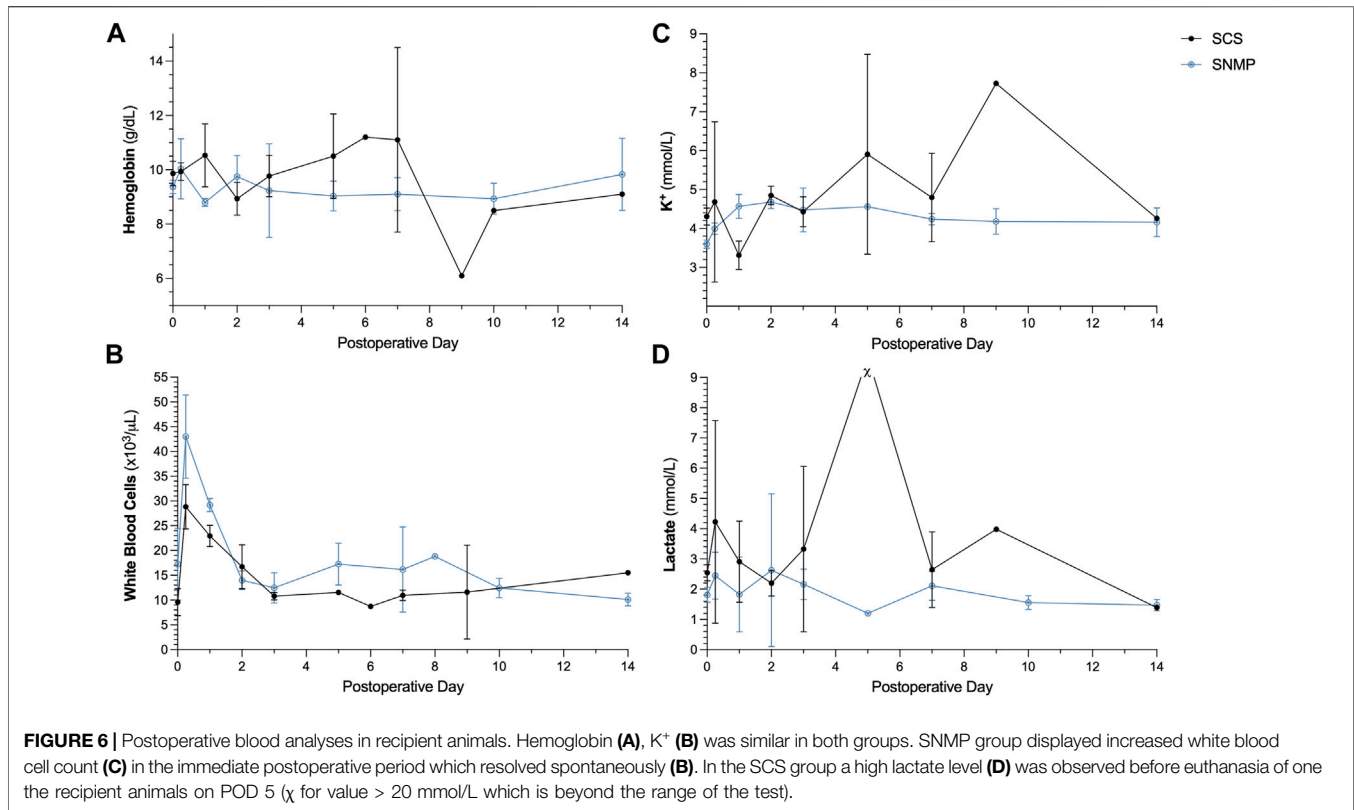 A
Hemoglobin (g/dL)
14
12
10
8
6
0 2 4 6 8 10 12 14
Postoperative Day
C
K⁺ (mmol/L)
9
8
7
6
5
4
3
0 2 4 6 8 10 12 14
Postoperative Day
SCS
SNMP
B
White Blood Cells (x10³/μL)
55
50
45
40
35
30
25
20
15
10
5
0
0 2 4 6 8 10 12 14
Postoperative Day
D
Lactate (mmol/L)
χ
9
8
7
6
5
4
3
2
1
0
0 2 4 6 8 10 12 14
Postoperative Day
FIGURE 6 | Postoperative blood analyses in recipient animals. Hemoglobin (A), K⁺ (B) was similar in both groups. SNMP group displayed increased white blood
cell count (C) in the immediate postoperative period which resolved spontaneously (B). In the SCS group a high lactate level (D) was observed before euthanasia of one
the recipient animals on POD 5 (χ for value > 20 mmol/L which is beyond the range of the test).